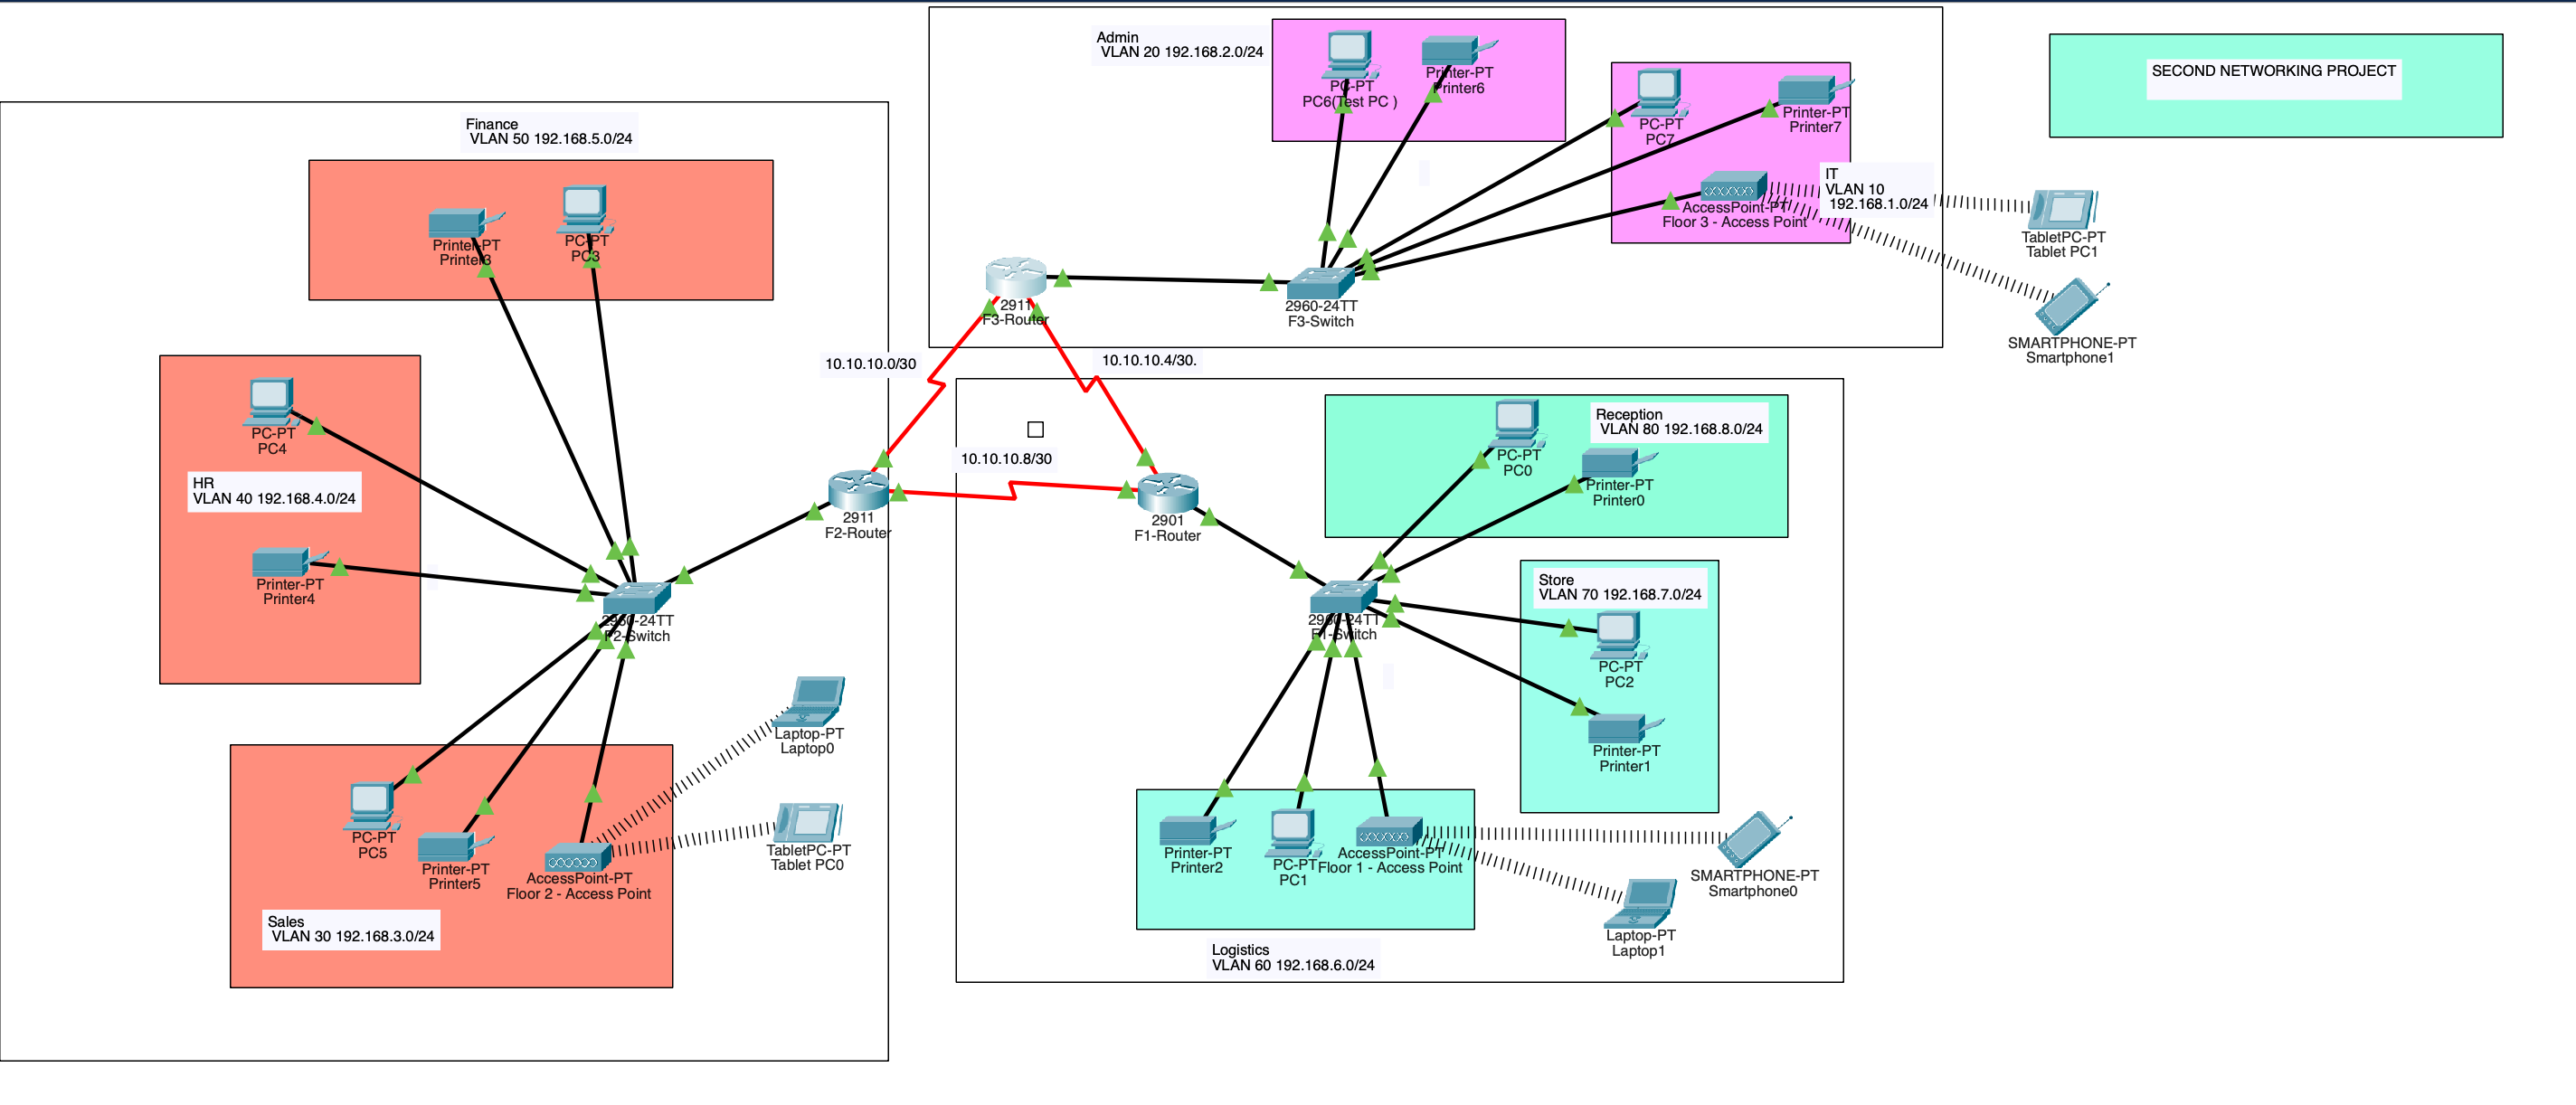 SECOND NETWORKING PROJECT
Admin
VLAN 20 192.168.2.0/24
PC-PT
PC6(Test PC )
Printer-PT
Printer6
PC-PT
PC7
Printer-PT
Printer7
IT
VLAN 10
192.168.1.0/24
AccessPoint-PT
Floor 3 - Access Point
TabletPC-PT
Tablet PC1
SMARTPHONE-PT
Smartphone1
2911
F3-Router
2960-24TT
F3-Switch
Finance
VLAN 50 192.168.5.0/24
Printer-PT
Printer3
PC-PT
PC3
PC-PT
PC4
HR
VLAN 40 192.168.4.0/24
Printer-PT
Printer4
10.10.10.0/30
10.10.10.4/30.
10.10.10.8/30
2911
F2-Router
2901
F1-Router
2960-24TT
F2-Switch
Laptop-PT
Laptop0
TabletPC-PT
Tablet PC0
PC-PT
PC5
Printer-PT
Printer5
AccessPoint-PT
Floor 2 - Access Point
Sales
VLAN 30 192.168.3.0/24
Reception
VLAN 80 192.168.8.0/24
PC-PT
PC0
Printer-PT
Printer0
Store
VLAN 70 192.168.7.0/24
2960-24TT
F1-Switch
PC-PT
PC2
Printer-PT
Printer1
Printer-PT
Printer2
PC-PT
PC1
AccessPoint-PT
Floor 1 - Access Point
SMARTPHONE-PT
Smartphone0
Laptop-PT
Laptop1
Logistics
VLAN 60 192.168.6.0/24